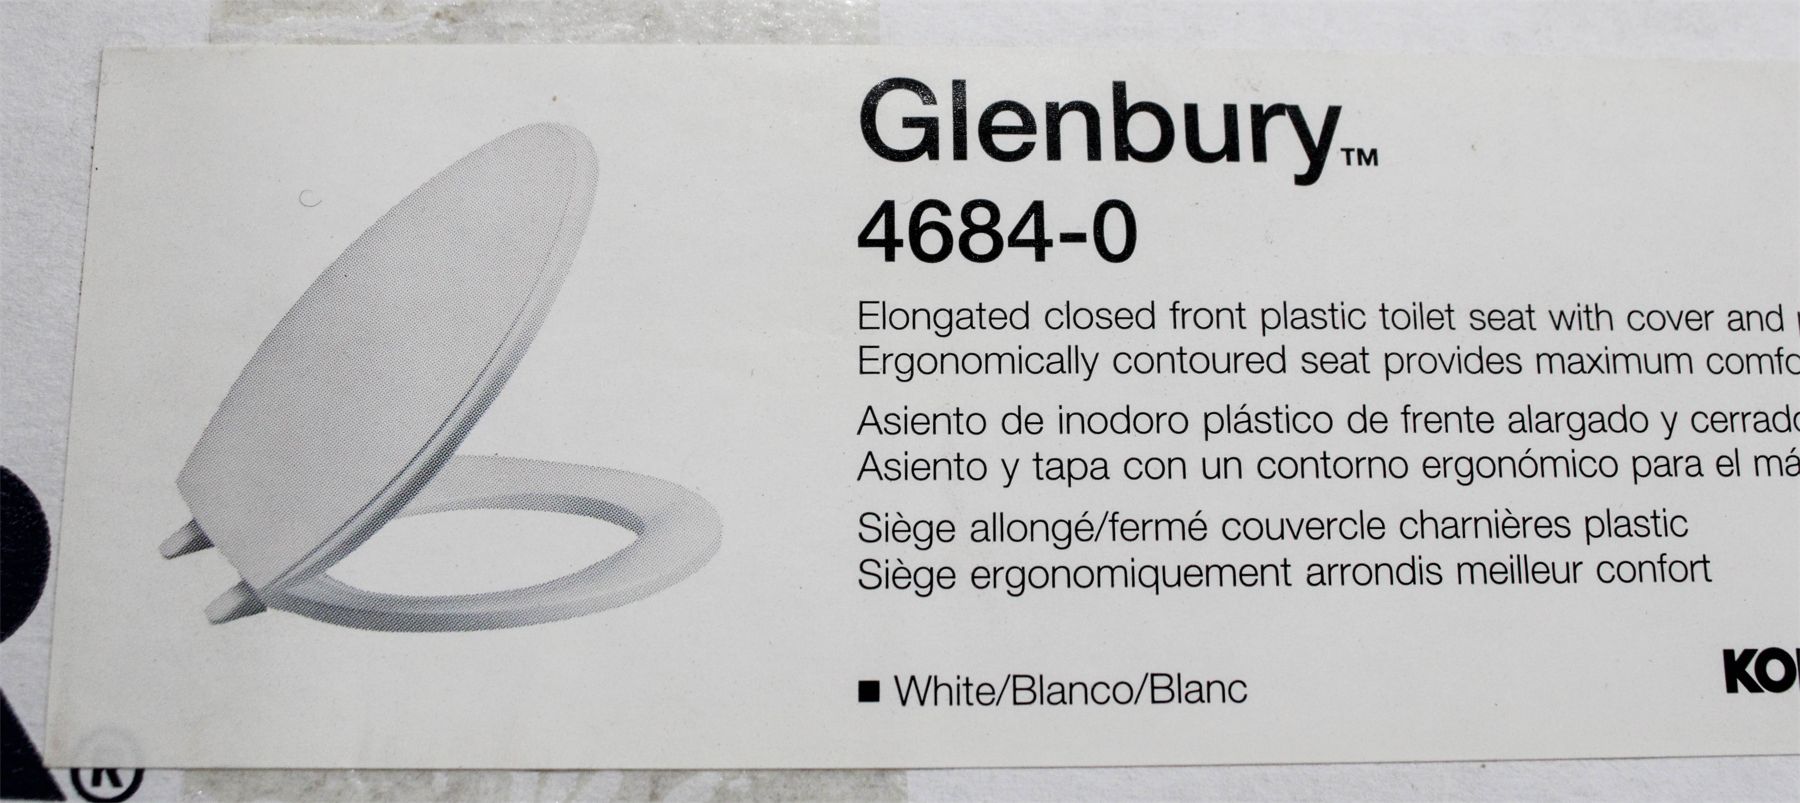 Glenbury™
4684-0
Elongated closed front plastic toilet seat with cover and
Ergonomically contoured seat provides maximum
Asiento de inodoro plástico de frente alargado y
Asiento y tapa con un contorno ergonómico para el
Siège allongé/fermé couvercle charnières plastic
Siège ergonomiquement arrondis meilleur confort
■ White/Blanco/Blanc
KO
R®